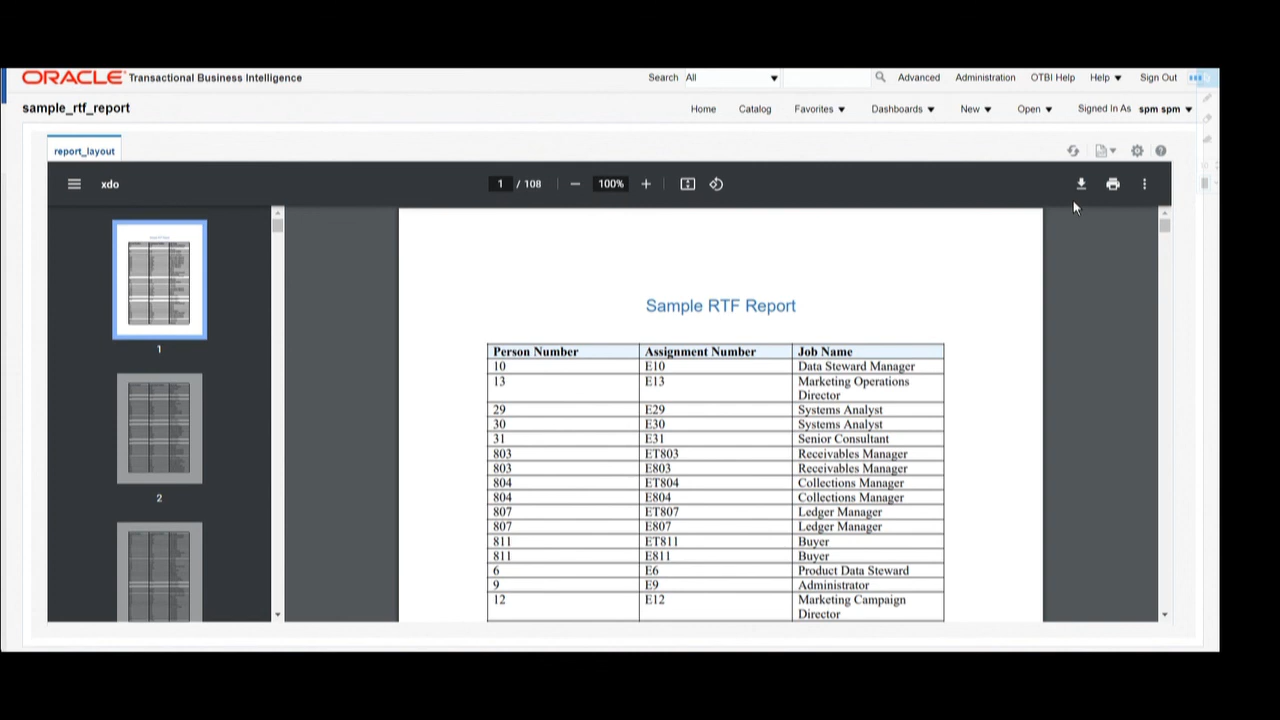 ORACLE Transactional Business Intelligence Search All Advanced Administration OTBI Help Help Sign Out
sample_rtf_report Home Catalog Favorites Dashboards New Open Signed In As spm spm
report_layout
xdo 1 / 108 100%
1
2
Sample RTF Report
Person Number Assignment Number Job Name
10 E10 Data Steward Manager
13 E13 Marketing Operations
Director
29 E29 Systems Analyst
30 E30 Systems Analyst
31 E31 Senior Consultant
803 ET803 Receivables Manager
803 E803 Receivables Manager
804 ET804 Collections Manager
804 E804 Collections Manager
807 ET807 Ledger Manager
807 E807 Ledger Manager
811 ET811 Buyer
811 E811 Buyer
6 E6 Product Data Steward
9 E9 Administrator
12 E12 Marketing Campaign
Director